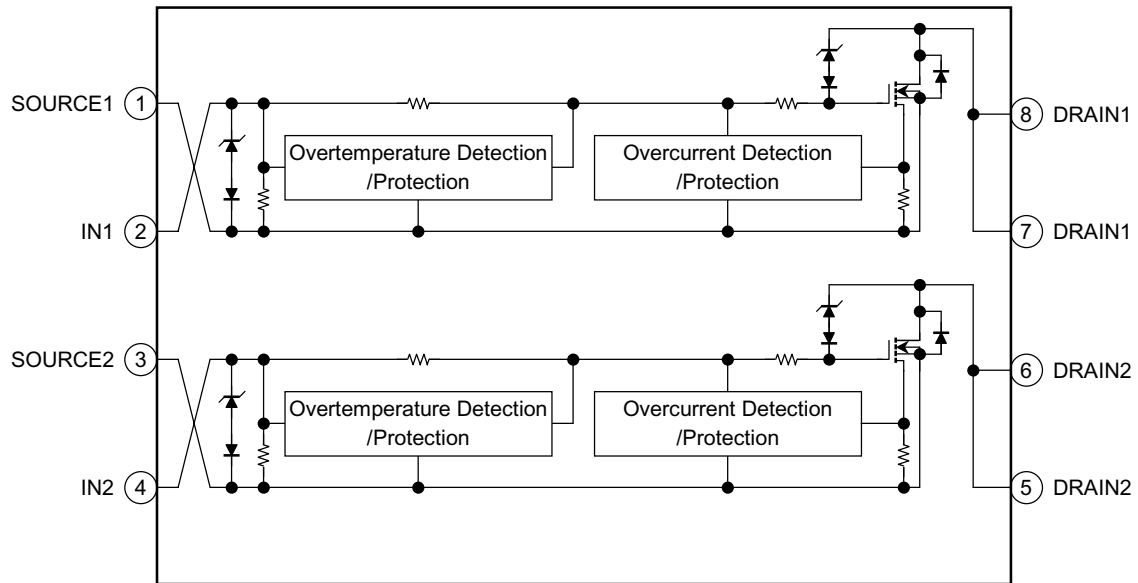 SOURCE1 1
Overtemperature Detection
/Protection
Overcurrent Detection
/Protection
8 DRAIN1
IN1 2
7 DRAIN1
SOURCE2 3
Overtemperature Detection
/Protection
Overcurrent Detection
/Protection
6 DRAIN2
IN2 4
5 DRAIN2